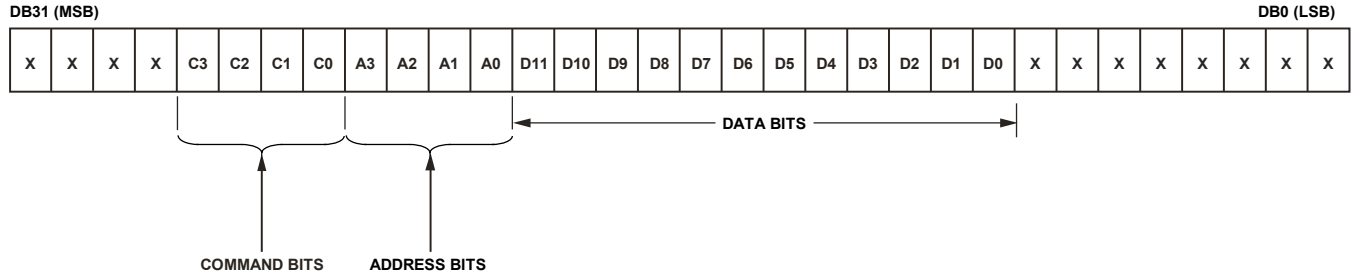 DB31 (MSB) DB0 (LSB)
X X X X C3 C2 C1 C0 A3 A2 A1 A0 D11 D10 D9 D8 D7 D6 D5 D4 D3 D2 D1 D0 X X X X X X X X
DATA BITS
COMMAND BITS ADDRESS BITS